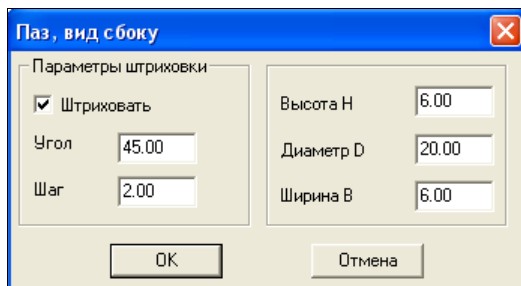 Паз, вид сбоку
Параметры штриховки
Штриховать
Угол 45.00
Шаг 2.00
Высота H 6.00
Диаметр D 20.00
Ширина B 6.00
OK Отмена